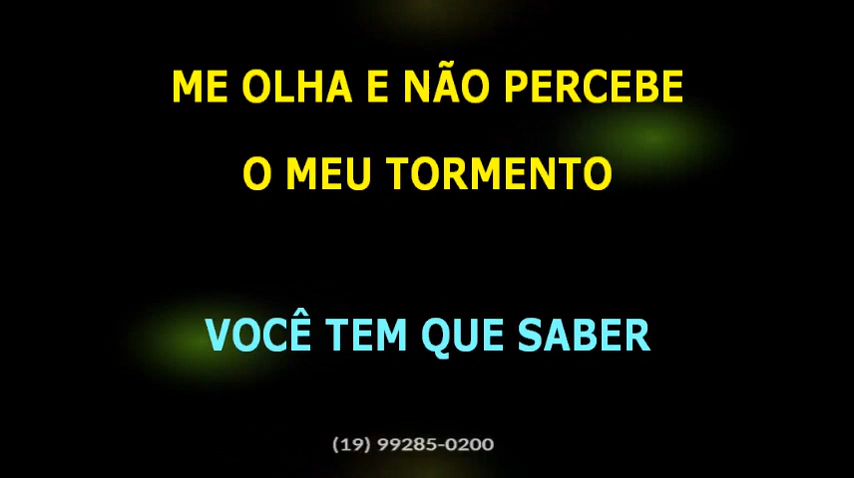 ME OLHA E NÃO PERCEBE
O MEU TORMENTO
VOCÊ TEM QUE SABER
(19) 99285-0200